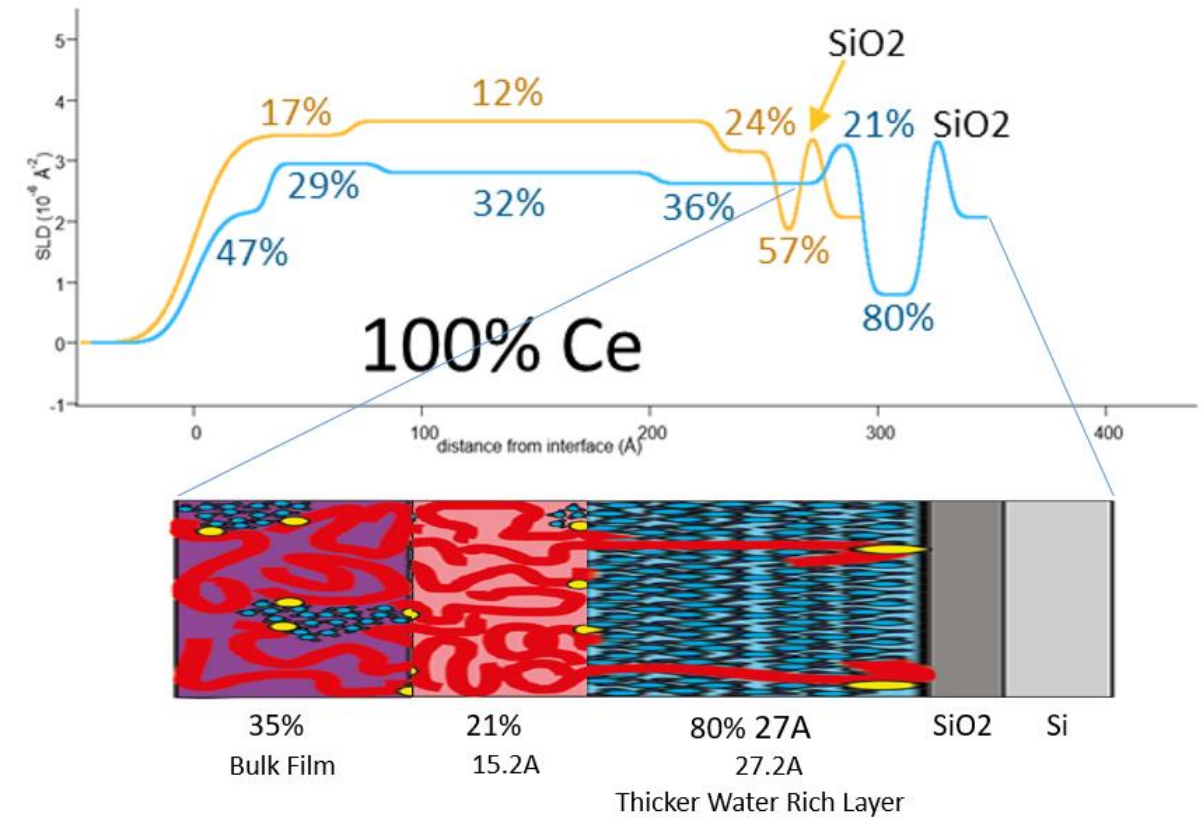 SiO2
5
4
3
2
1
0
-1
SLD (10⁻⁶ Å⁻²)
17%
12%
24%
21%
SiO2
29%
32%
36%
47%
57%
80%
100% Ce
0
100
200
300
400
distance from interface (Å)
35%
21%
80% 27A
SiO2
Si
Bulk Film
15.2A
27.2A
Thicker Water Rich Layer